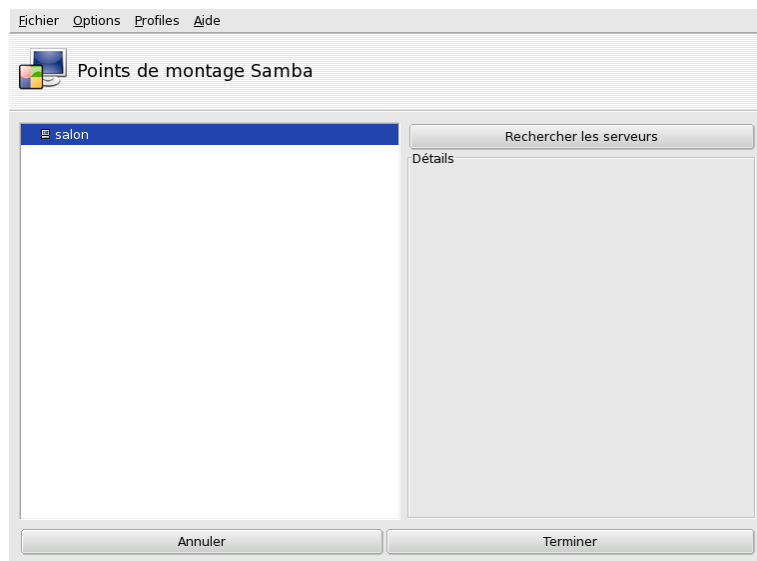 Fichier Options Profiles Aide
Points de montage Samba
salon
Rechercher les serveurs
Détails
Annuler Terminer